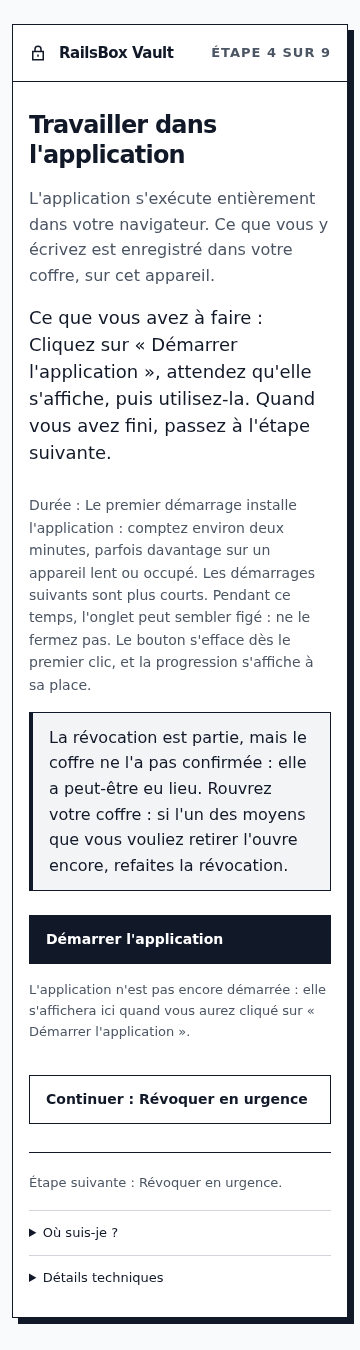 RailsBox Vault
ÉTAPE 4 SUR 9
Travailler dans
l'application
L'application s'exécute entièrement
dans votre navigateur. Ce que vous y
écrivez est enregistré dans votre
coffre, sur cet appareil.
Ce que vous avez à faire :
Cliquez sur « Démarrer
l'application », attendez qu'elle
s'affiche, puis utilisez-la. Quand
vous avez fini, passez à l'étape
suivante.
Durée : Le premier démarrage installe
l'application : comptez environ deux
minutes, parfois davantage sur un
appareil lent ou occupé. Les démarrages
suivants sont plus courts. Pendant ce
temps, l'onglet peut sembler figé : ne le
fermez pas. Le bouton s'efface dès le
premier clic, et la progression s'affiche à
sa place.
La révocation est partie, mais le
coffre ne l'a pas confirmée : elle
a peut-être eu lieu. Rouvrez
votre coffre : si l'un des moyens
que vous vouliez retirer l'ouvre
encore, refaites la révocation.
Démarrer l'application
L'application n'est pas encore démarrée : elle
s'affichera ici quand vous aurez cliqué sur «
Démarrer l'application ».
Continuer : Révoquer en urgence
Étape suivante : Révoquer en urgence.
Où suis-je ?
Détails techniques